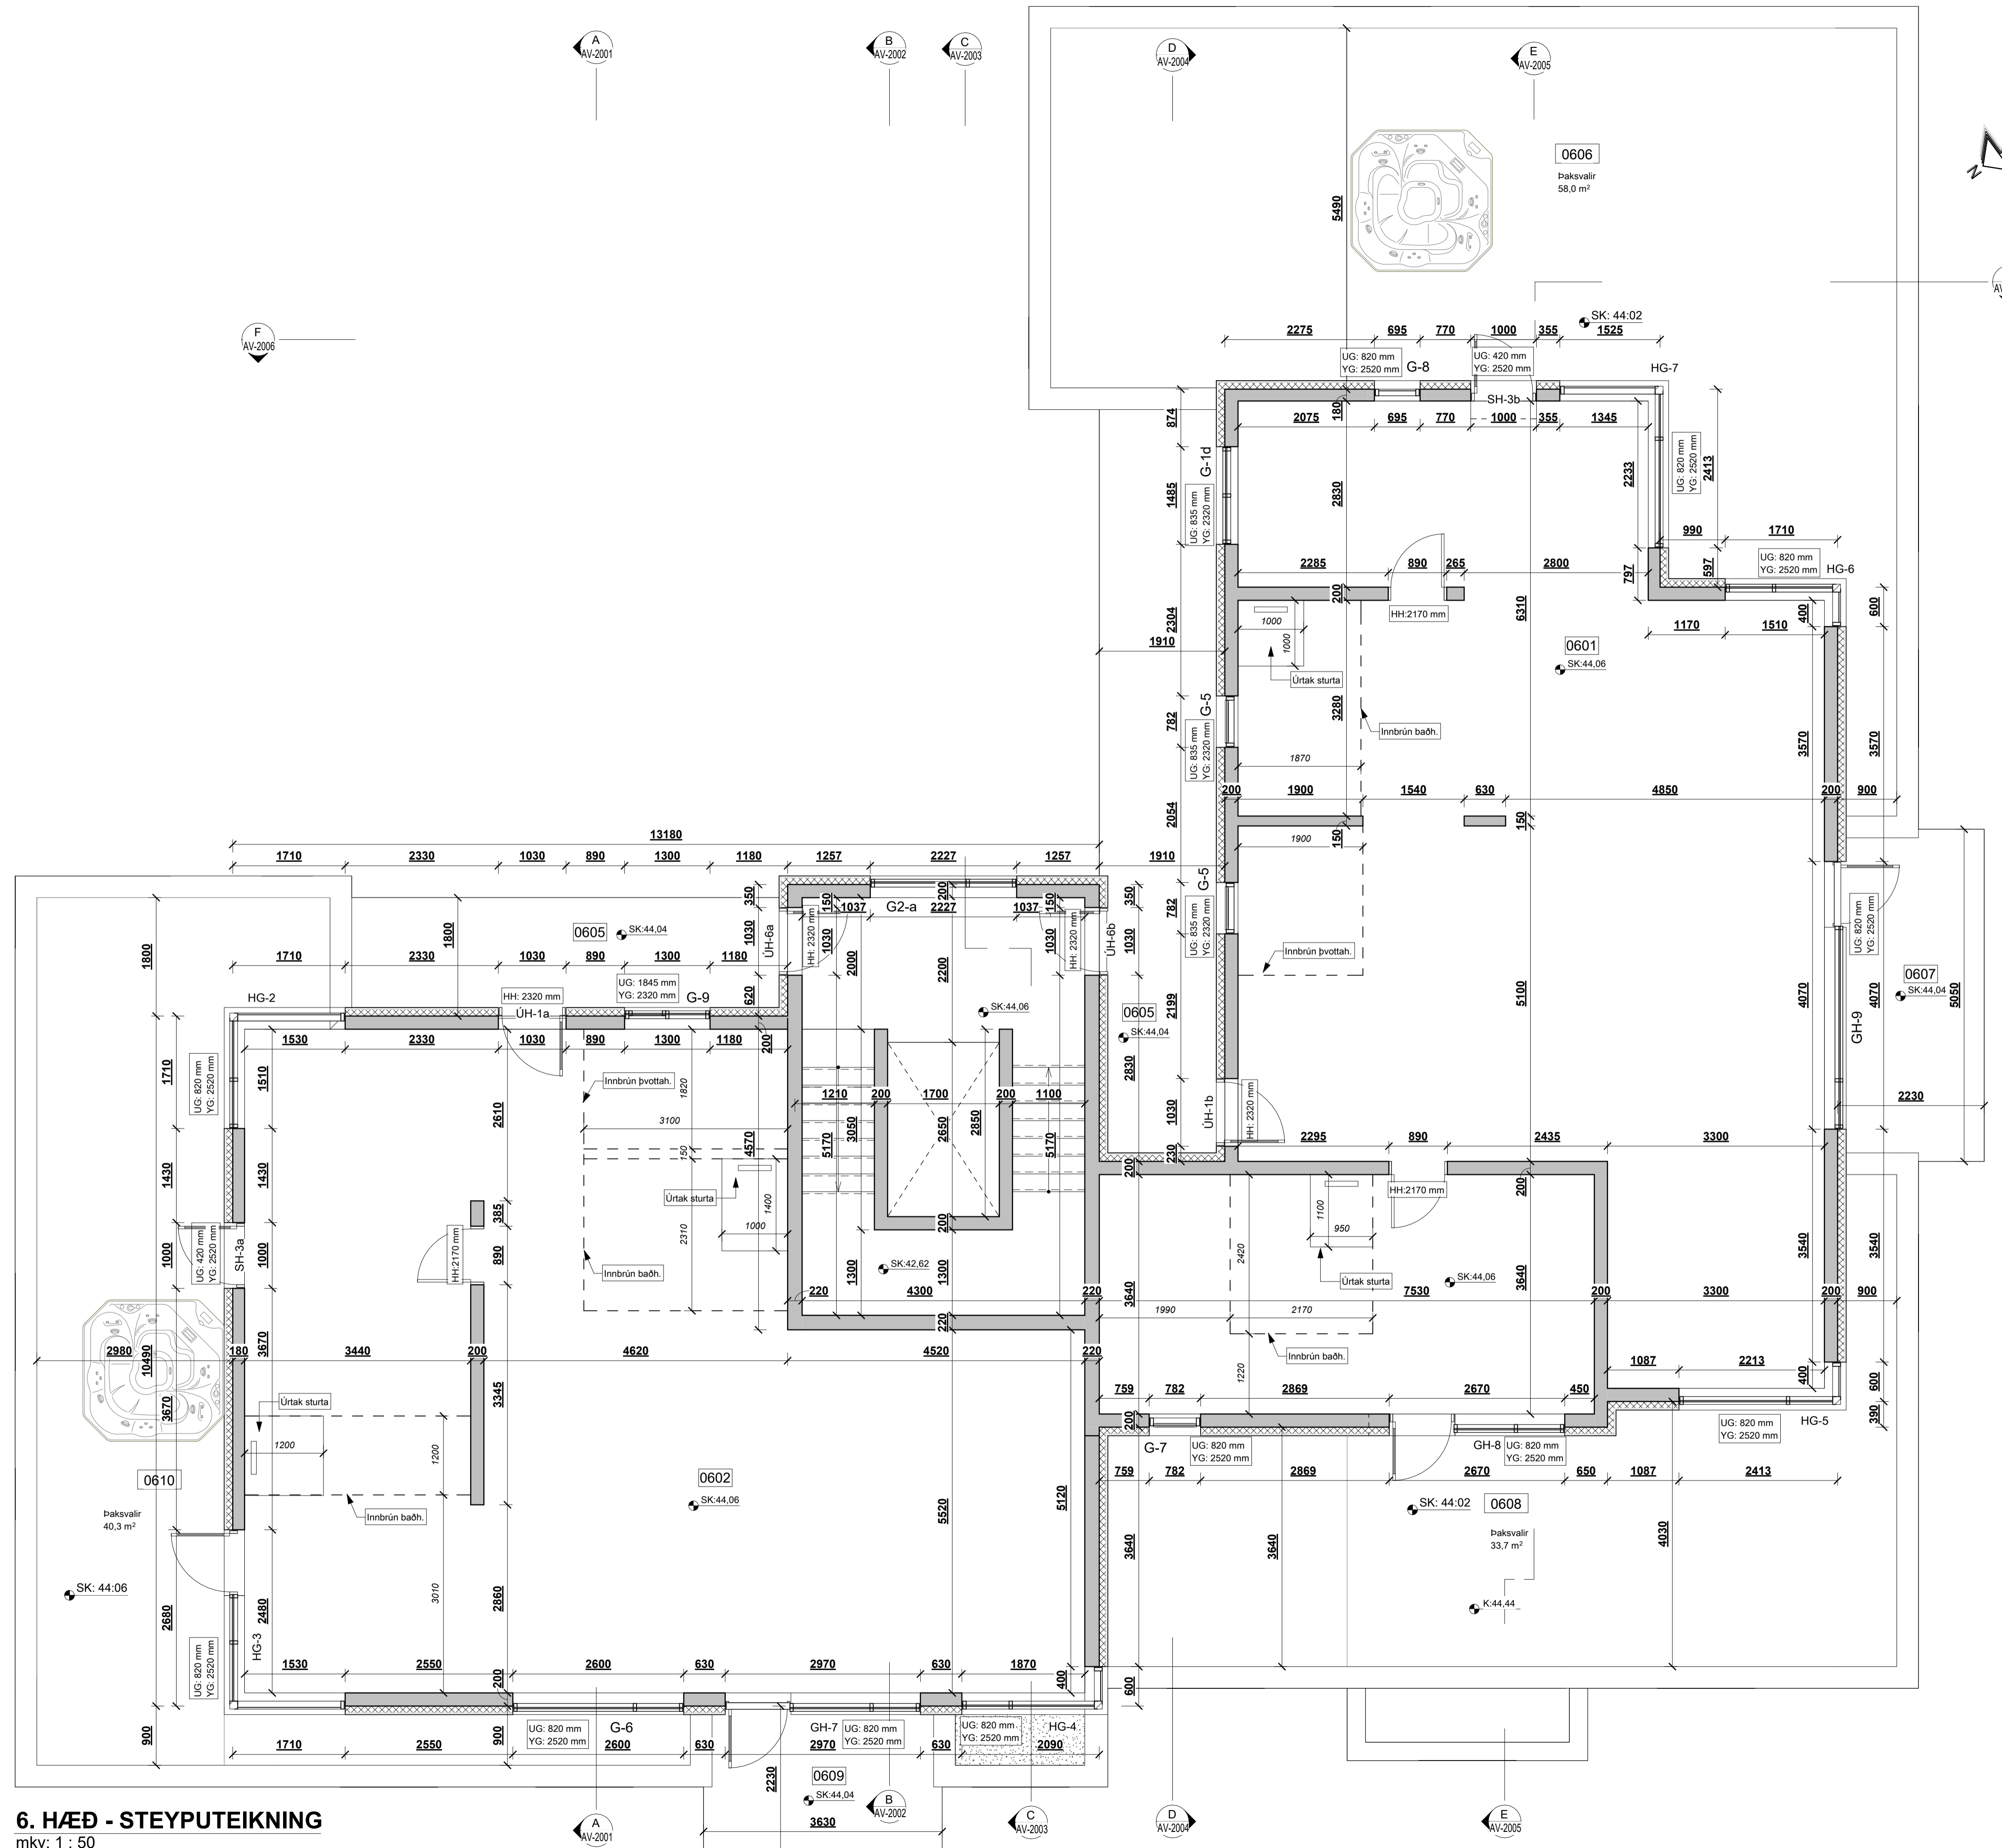 A
AV-2001
B
AV-2002
C
AV-2003
D
AV-2004
E
AV-2005
0606
Þaksvalir
58,0 m²
N
5490
F
AV-2006
SK: 44:02
2275 695 770 1000 355 1525
UG: 820 mm
YG: 2520 mm
G-8
UG: 420 mm
YG: 2520 mm
HG-7
SH-3b
180
874
2075 695 770 1000 355 1345
G-1d
UG: 835 mm
YG: 2320 mm
1485
2830
2233
UG: 820 mm
YG: 2520 mm
2413
990 1710
UG: 820 mm
YG: 2520 mm
HG-6
2285 890 265 2800
797
597
200
HH:2170 mm
6310
400
600
2304
1000
1000
1170 1510
1910
0601
SK:44,06
Úrtak sturta
G-5
782
3280
Innbrún baðh.
UG: 835 mm
YG: 2320 mm
3570
3570
1870
200 1900 1540 630 4850 200 900
2054
150
150
1900
13180
1710 2330 1030 890 1300 1180 1257 2227 1257 1910
G-5
782
UG: 835 mm
YG: 2320 mm
350
150
200
150
350
G2-a
1037 2227 1037
1800
1800
0605
SK:44,04
1030
ÚH-6a
HH: 2320 mm
1030
2000
2200
1030
HH: 2320 mm
ÚH-6b
1030
Innbrún þvottah.
UG: 820 mm
YG: 2520 mm
0607
SK:44,04
5050
4070
4070
GH-9
5100
1710 2330 1030 890 1300 1180
HG-2
HH: 2320 mm
ÚH-1a
UG: 1845 mm
YG: 2320 mm
G-9
620
SK:44,06
0605
SK:44,04
2199
2830
1530 2330 1030 890 1300 1180
200
1710
UG: 820 mm
YG: 2520 mm
1510
2610
Innbrún þvottah.
1820
3100
150
4570
1210 200 1700 200 1100
5170
3050
2650
2850
5170
ÚH-1b
1030
HH: 2320 mm
2230
2295 890 2435 3300
230
200
1430
1430
385
Úrtak sturta
1400
1000
2310
200
HH:2170 mm
200
1100
950
2420
1000
UG: 420 mm
YG: 2520 mm
SH-3a
1000
HH:2170 mm
890
Innbrún baðh.
SK:42,62
1300
1300
Úrtak sturta
SK:44,06
3640
3640
3540
3540
220 4300 220
1990 2170
7530 200 3300 200 900
220
3670
10490
3670
2980 180 3440 200 4620 4520 220
Innbrún baðh.
1220
1087 2213
400
600
3345
Úrtak sturta
1200
1200
759 782 2869 2670 450
200
390
G-7
UG: 820 mm
YG: 2520 mm
GH-8
UG: 820 mm
YG: 2520 mm
UG: 820 mm
YG: 2520 mm
HG-5
0610
Þaksvalir
40,3 m²
0602
SK:44,06
759 782 2869 2670 650 1087 2413
Innbrún baðh.
5520
5120
SK: 44:02
0608
Þaksvalir
33,7 m²
3640
3640
4030
SK: 44:06
2680
2480
3010
2860
K:44,44
UG: 820 mm
YG: 2520 mm
HG-3
1530 2550 2600 630 2970 630 1870
200
400
600
UG: 820 mm
YG: 2520 mm
G-6
GH-7
UG: 820 mm
YG: 2520 mm
UG: 820 mm
YG: 2520 mm
HG-4
900
900
1710 2550 2600 630 2970 630 2090
2230
0609
SK:44,04
3630
A
AV-2001
B
AV-2002
C
AV-2003
D
AV-2004
E
AV-2005
6. HÆÐ - STEYPUTEIKNING
mkv: 1 : 50